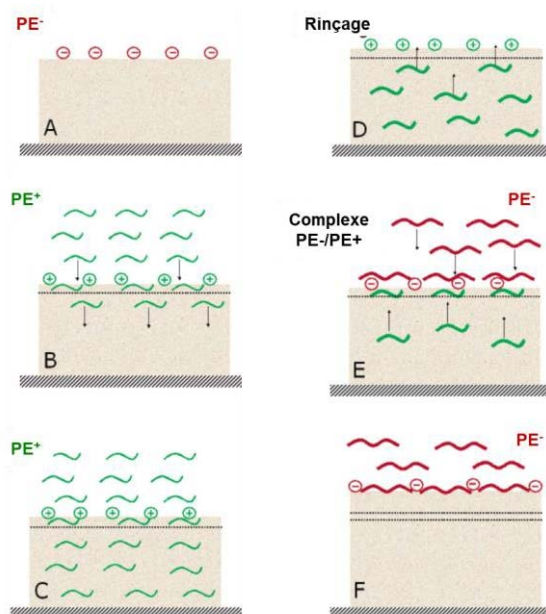 PE-
A
PE+
B
PE+
C
Rinçage
D
PE-
Complexe
PE-/PE+
E
PE-
F